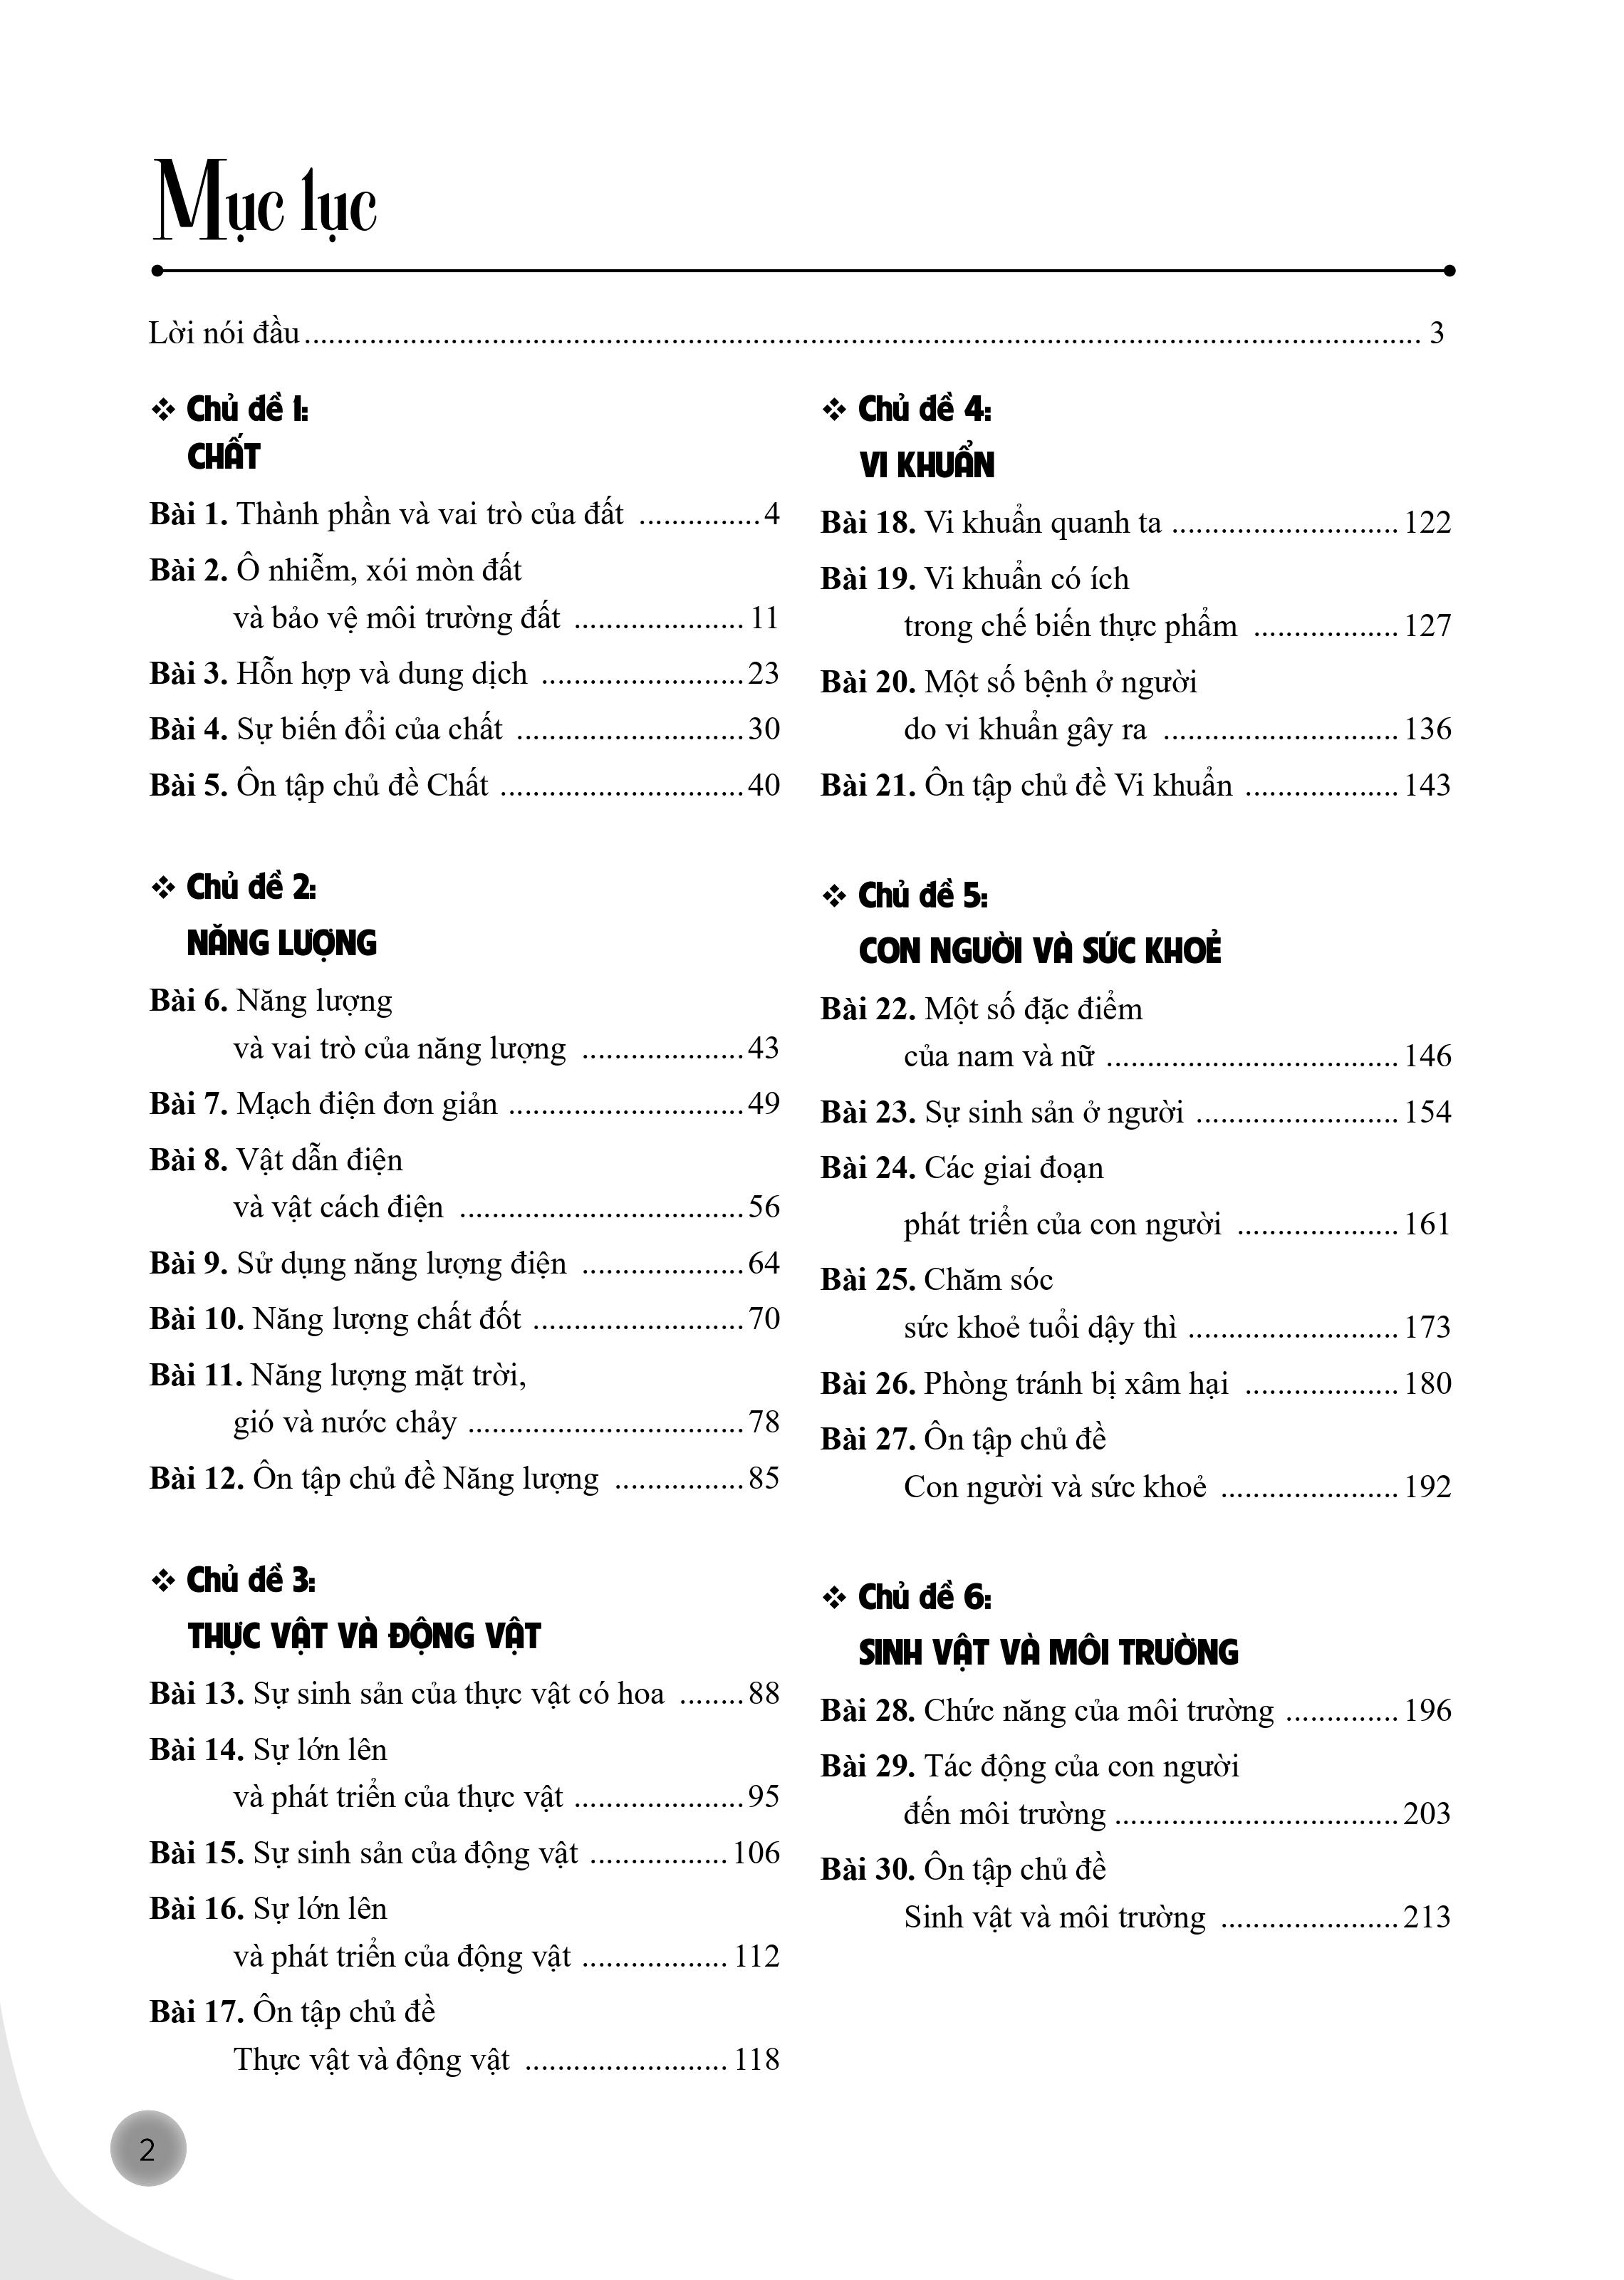 Mục lục
Lời nói đầu ........................................................................................................................................ 3
❖ Chủ đề 1:
CHẤT
Bài 1. Thành phần và vai trò của đất ............... 4
Bài 2. Ô nhiễm, xói mòn đất
và bảo vệ môi trường đất ..................... 11
Bài 3. Hỗn hợp và dung dịch ......................... 23
Bài 4. Sự biến đổi của chất ............................ 30
Bài 5. Ôn tập chủ đề Chất .............................. 40
❖ Chủ đề 2:
NĂNG LƯỢNG
Bài 6. Năng lượng
và vai trò của năng lượng .................... 43
Bài 7. Mạch điện đơn giản ............................. 49
Bài 8. Vật dẫn điện
và vật cách điện ................................... 56
Bài 9. Sử dụng năng lượng điện .................... 64
Bài 10. Năng lượng chất đốt .......................... 70
Bài 11. Năng lượng mặt trời,
gió và nước chảy .................................. 78
Bài 12. Ôn tập chủ đề Năng lượng ................ 85
❖ Chủ đề 3:
THỰC VẬT VÀ ĐỘNG VẬT
Bài 13. Sự sinh sản của thực vật có hoa ........ 88
Bài 14. Sự lớn lên
và phát triển của thực vật ..................... 95
Bài 15. Sự sinh sản của động vật ................. 106
Bài 16. Sự lớn lên
và phát triển của động vật .................. 112
Bài 17. Ôn tập chủ đề
Thực vật và động vật ......................... 118
❖ Chủ đề 4:
VI KHUẨN
Bài 18. Vi khuẩn quanh ta ............................ 122
Bài 19. Vi khuẩn có ích
trong chế biến thực phẩm .................. 127
Bài 20. Một số bệnh ở người
do vi khuẩn gây ra ............................. 136
Bài 21. Ôn tập chủ đề Vi khuẩn ................... 143
❖ Chủ đề 5:
CON NGƯỜI VÀ SỨC KHOẺ
Bài 22. Một số đặc điểm
của nam và nữ .................................... 146
Bài 23. Sự sinh sản ở người ......................... 154
Bài 24. Các giai đoạn
phát triển của con người .................... 161
Bài 25. Chăm sóc
sức khoẻ tuổi dậy thì .......................... 173
Bài 26. Phòng tránh bị xâm hại ................... 180
Bài 27. Ôn tập chủ đề
Con người và sức khoẻ ...................... 192
❖ Chủ đề 6:
SINH VẬT VÀ MÔI TRƯỜNG
Bài 28. Chức năng của môi trường .............. 196
Bài 29. Tác động của con người
đến môi trường ................................... 203
Bài 30. Ôn tập chủ đề
Sinh vật và môi trường ...................... 213
2